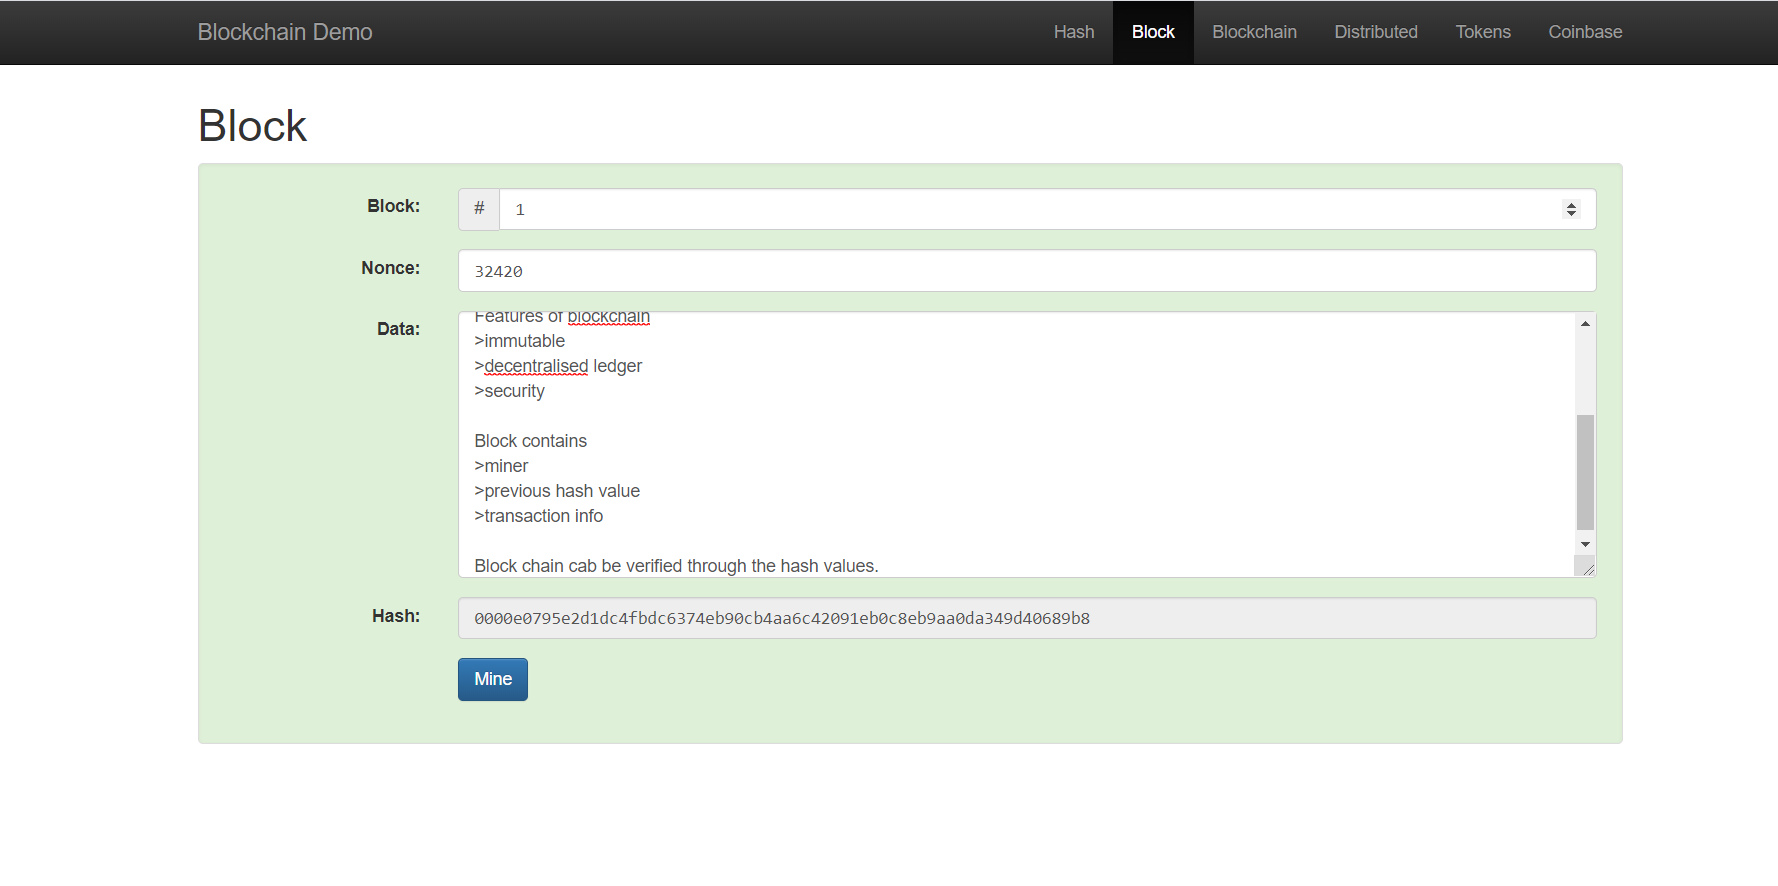 Blockchain Demo
Hash
Block
Blockchain
Distributed
Tokens
Coinbase
Block
Block:
#
1
Nonce:
32420
Data:
Features of blockchain
>immutable
>decentralised ledger
>security
Block contains
>miner
>previous hash value
>transaction info
Block chain cab be verified through the hash values.
Hash:
0000e0795e2d1dc4fbdc6374eb90cb4aa6c42091eb0c8eb9aa0da349d40689b8
Mine